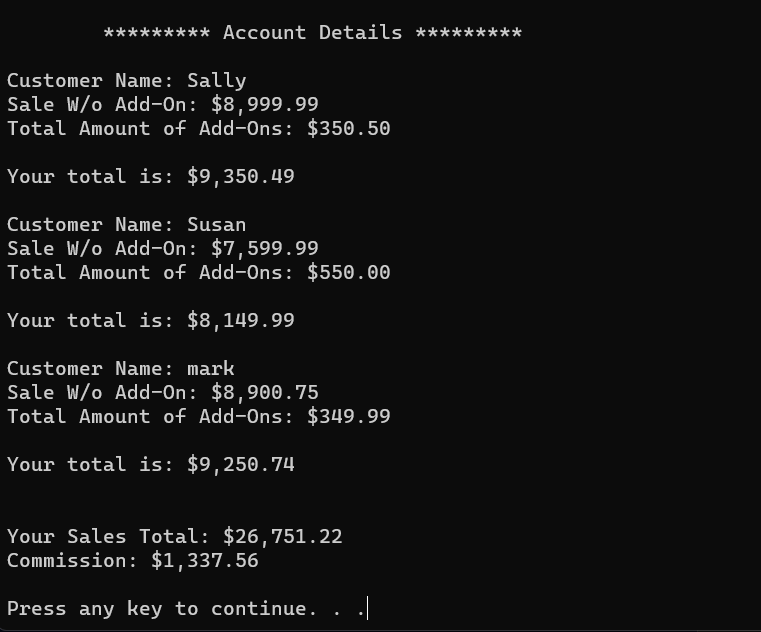 ********* Account Details *********
Customer Name: Sally
Sale W/o Add-On: $8,999.99
Total Amount of Add-Ons: $350.50
Your total is: $9,350.49
Customer Name: Susan
Sale W/o Add-On: $7,599.99
Total Amount of Add-Ons: $550.00
Your total is: $8,149.99
Customer Name: mark
Sale W/o Add-On: $8,900.75
Total Amount of Add-Ons: $349.99
Your total is: $9,250.74
Your Sales Total: $26,751.22
Commission: $1,337.56
Press any key to continue. . .